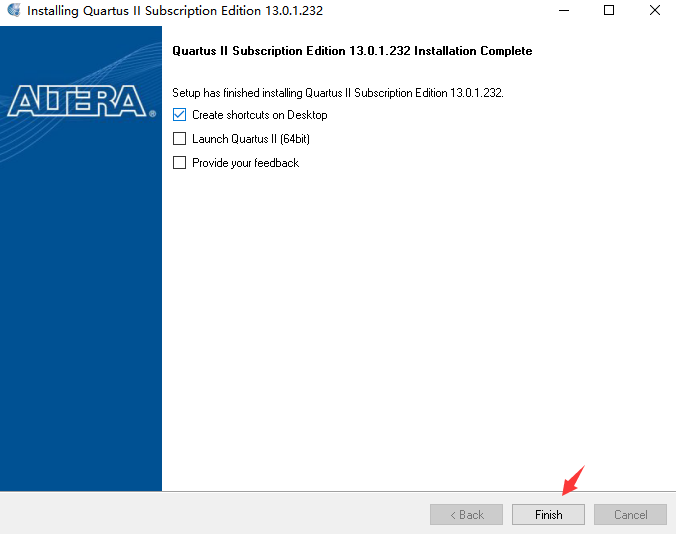 Installing Quartus II Subscription Edition 13.0.1.232
ALTERA®
Quartus II Subscription Edition 13.0.1.232 Installation Complete
Setup has finished installing Quartus II Subscription Edition 13.0.1.232.
Create shortcuts on Desktop
Launch Quartus II (64bit)
Provide your feedback
< Back
Finish
Cancel